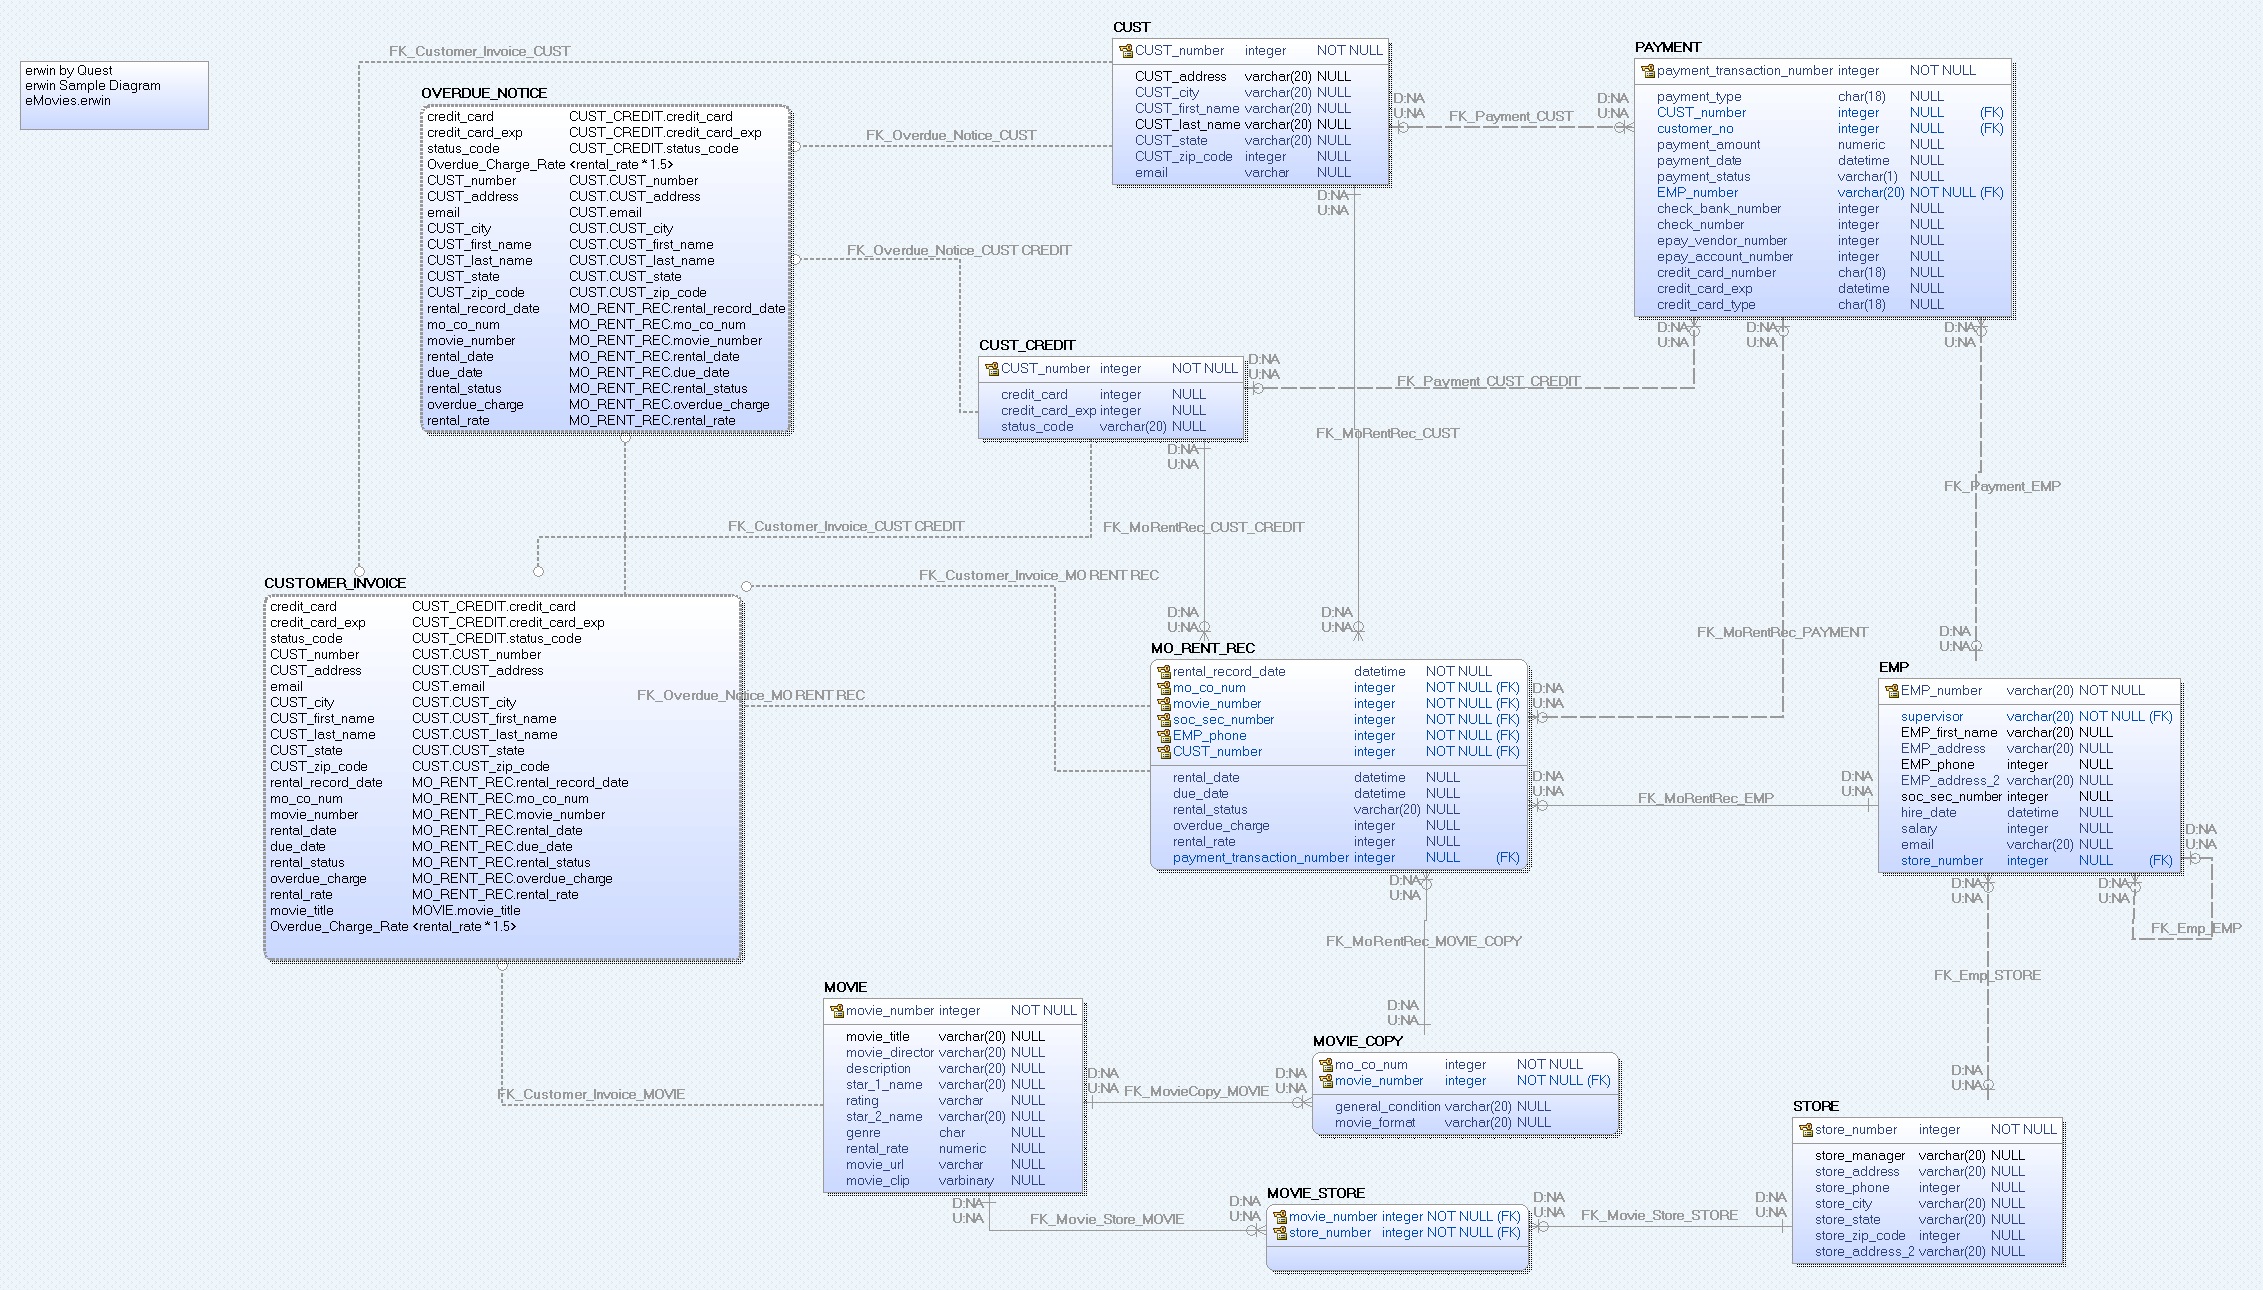 erwin by Quest
erwin Sample Diagram
eMovies.erwin
FK_Customer_Invoice_CUST
OVERDUE_NOTICE
credit_card CUST_CREDIT.credit_card
credit_card_exp CUST_CREDIT.credit_card_exp
status_code CUST_CREDIT.status_code
Overdue_Charge_Rate <rental_rate * 1.5>
CUST_number CUST.CUST_number
CUST_address CUST.CUST_address
email CUST.email
CUST_city CUST.CUST_city
CUST_first_name CUST.CUST_first_name
CUST_last_name CUST.CUST_last_name
CUST_state CUST.CUST_state
CUST_zip_code CUST.CUST_zip_code
rental_record_date MO_RENT_REC.rental_record_date
mo_co_num MO_RENT_REC.mo_co_num
movie_number MO_RENT_REC.movie_number
rental_date MO_RENT_REC.rental_date
due_date MO_RENT_REC.due_date
rental_status MO_RENT_REC.rental_status
overdue_charge MO_RENT_REC.overdue_charge
rental_rate MO_RENT_REC.rental_rate
FK_Overdue_Notice_CUST
FK_Overdue_Notice_CUST CREDIT
CUST
CUST_number integer NOT NULL
CUST_address varchar(20) NULL
CUST_city varchar(20) NULL
CUST_first_name varchar(20) NULL
CUST_last_name varchar(20) NULL
CUST_state varchar(20) NULL
CUST_zip_code integer NULL
email varchar NULL
D:NA
U:NA
FK_Payment_CUST
D:NA
U:NA
D:NA
U:NA
PAYMENT
payment_transaction_number integer NOT NULL
payment_type char(18) NULL
CUST_number integer NULL (FK)
customer_no integer NULL (FK)
payment_amount numeric NULL
payment_date datetime NULL
payment_status varchar(1) NULL
EMP_number varchar(20) NOT NULL (FK)
check_bank_number integer NULL
check_number integer NULL
epay_vendor_number integer NULL
epay_account_number integer NULL
credit_card_number char(18) NULL
credit_card_exp datetime NULL
credit_card_type char(18) NULL
D:NA
U:NA
D:NA
U:NA
D:NA
U:NA
CUST_CREDIT
CUST_number integer NOT NULL
credit_card integer NULL
credit_card_exp integer NULL
status_code varchar(20) NULL
D:NA
U:NA
FK_Payment_CUST_CREDIT
D:NA
U:NA
FK_MoRentRec_CUST
FK_Payment_EMP
FK_Customer_Invoice_CUST CREDIT
FK_MoRentRec_CUST_CREDIT
FK_Customer_Invoice_MO RENT REC
CUSTOMER_INVOICE
credit_card CUST_CREDIT.credit_card
credit_card_exp CUST_CREDIT.credit_card_exp
status_code CUST_CREDIT.status_code
CUST_number CUST.CUST_number
CUST_address CUST.CUST_address
email CUST.email
CUST_city CUST.CUST_city
CUST_first_name CUST.CUST_first_name
CUST_last_name CUST.CUST_last_name
CUST_state CUST.CUST_state
CUST_zip_code CUST.CUST_zip_code
rental_record_date MO_RENT_REC.rental_record_date
mo_co_num MO_RENT_REC.mo_co_num
movie_number MO_RENT_REC.movie_number
rental_date MO_RENT_REC.rental_date
due_date MO_RENT_REC.due_date
rental_status MO_RENT_REC.rental_status
overdue_charge MO_RENT_REC.overdue_charge
rental_rate MO_RENT_REC.rental_rate
movie_title MOVIE.movie_title
Overdue_Charge_Rate <rental_rate * 1.5>
FK_Overdue_Notice_MO RENT REC
D:NA
U:NA
D:NA
U:NA
MO_RENT_REC
rental_record_date datetime NOT NULL
mo_co_num integer NOT NULL (FK)
movie_number integer NOT NULL (FK)
soc_sec_number integer NOT NULL (FK)
EMP_phone integer NOT NULL (FK)
CUST_number integer NOT NULL (FK)
rental_date datetime NULL
due_date datetime NULL
rental_status varchar(20) NULL
overdue_charge integer NULL
rental_rate integer NULL
payment_transaction_number integer NULL (FK)
D:NA
U:NA
FK_MoRentRec_PAYMENT
D:NA
U:NA
FK_MoRentRec_EMP
D:NA
U:NA
D:NA
U:NA
EMP
EMP_number varchar(20) NOT NULL
supervisor varchar(20) NOT NULL (FK)
EMP_first_name varchar(20) NULL
EMP_address varchar(20) NULL
EMP_phone integer NULL
EMP_address_2 varchar(20) NULL
soc_sec_number integer NULL
hire_date datetime NULL
salary integer NULL
email varchar(20) NULL
store_number integer NULL (FK)
D:NA
U:NA
D:NA
U:NA
D:NA
U:NA
FK_Emp_EMP
FK_Emp_STORE
D:NA
U:NA
D:NA
U:NA
FK_MoRentRec_MOVIE_COPY
D:NA
U:NA
FK_Customer_Invoice_MOVIE
MOVIE
movie_number integer NOT NULL
movie_title varchar(20) NULL
movie_director varchar(20) NULL
description varchar(20) NULL
star_1_name varchar(20) NULL
rating varchar NULL
star_2_name varchar(20) NULL
genre char NULL
rental_rate numeric NULL
movie_url varchar NULL
movie_clip varbinary NULL
D:NA
U:NA
FK_MovieCopy_MOVIE
D:NA
U:NA
MOVIE_COPY
mo_co_num integer NOT NULL
movie_number integer NOT NULL (FK)
general_condition varchar(20) NULL
movie_format varchar(20) NULL
D:NA
U:NA
FK_Movie_Store_MOVIE
D:NA
U:NA
MOVIE_STORE
movie_number integer NOT NULL (FK)
store_number integer NOT NULL (FK)
D:NA
U:NA
FK_Movie_Store_STORE
D:NA
U:NA
STORE
store_number integer NOT NULL
store_manager varchar(20) NULL
store_address varchar(20) NULL
store_phone integer NULL
store_city varchar(20) NULL
store_state varchar(20) NULL
store_zip_code integer NULL
store_address_2 varchar(20) NULL